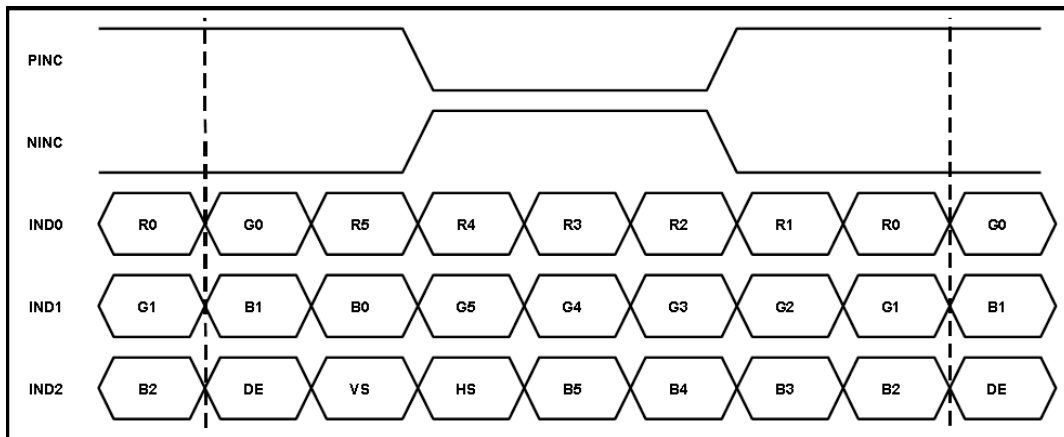 PINC
NINC
IND0 R0 G0 R5 R4 R3 R2 R1 R0 G0
IND1 G1 B1 B0 G5 G4 G3 G2 G1 B1
IND2 B2 DE VS HS B5 B4 B3 B2 DE